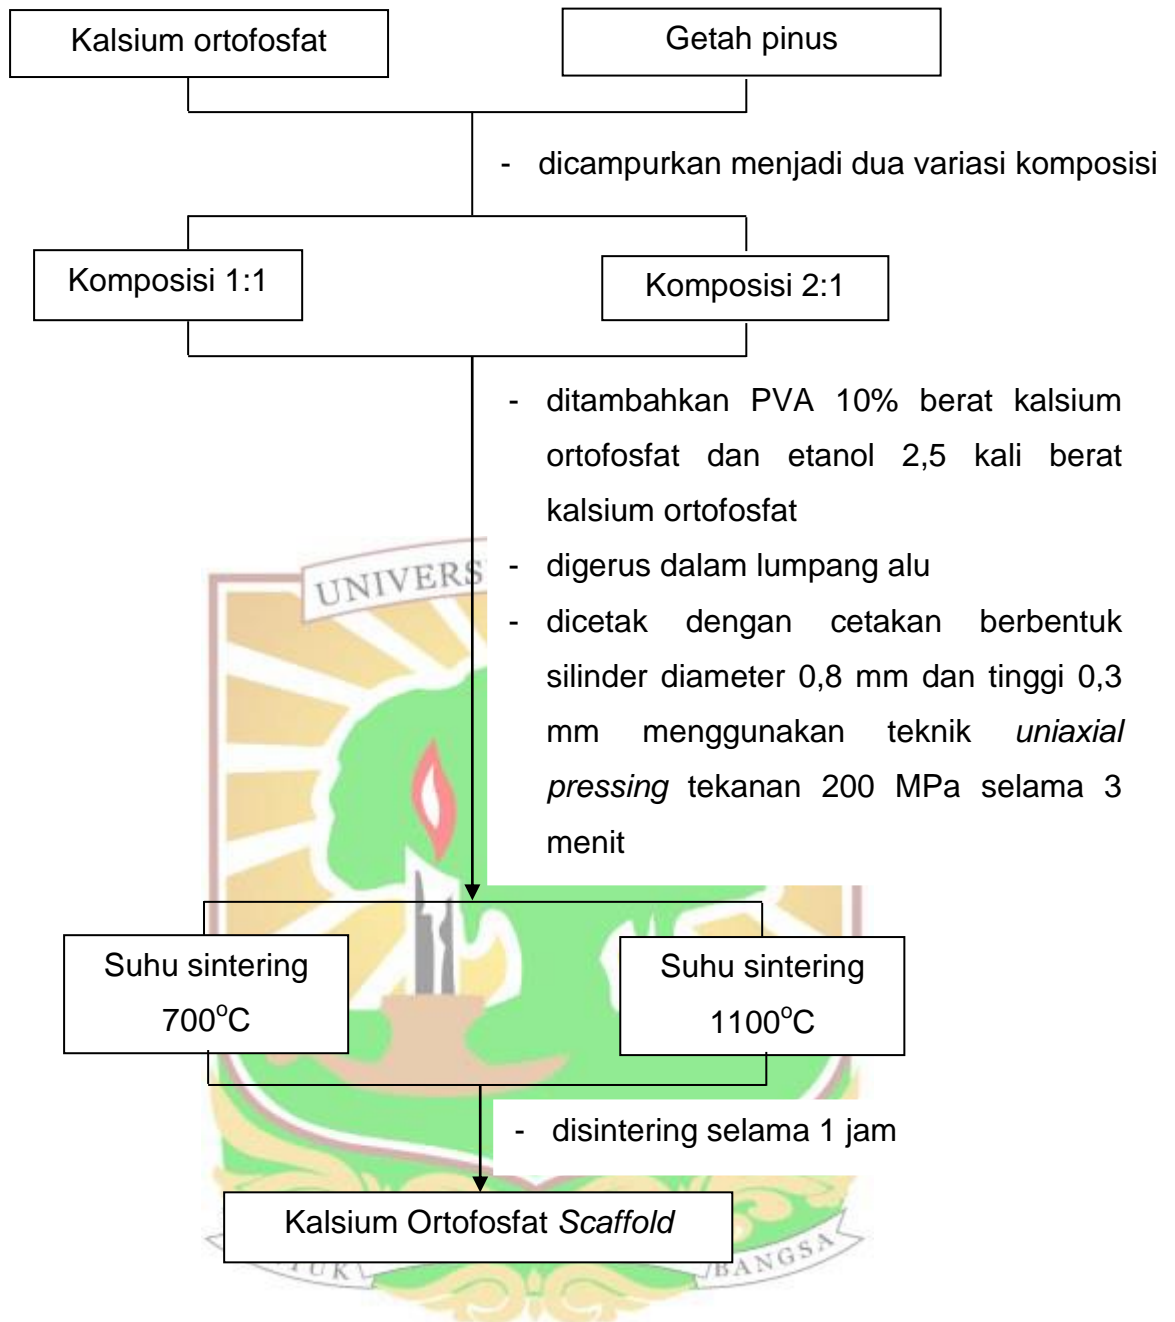 Kalsium ortofosfat
Getah pinus
- dicampurkan menjadi dua variasi komposisi
Komposisi 1:1
Komposisi 2:1
- ditambahkan PVA 10% berat kalsium
ortofosfat dan etanol 2,5 kali berat
kalsium ortofosfat
- digerus dalam lumpang alu
- dicetak dengan cetakan berbentuk
silinder diameter 0,8 mm dan tinggi 0,3
mm menggunakan teknik uniaxial
pressing tekanan 200 MPa selama 3
menit
UNIVERS
Suhu sintering
700°C
Suhu sintering
1100°C
- disintering selama 1 jam
Kalsium Ortofosfat Scaffold
TUK
BANGSA